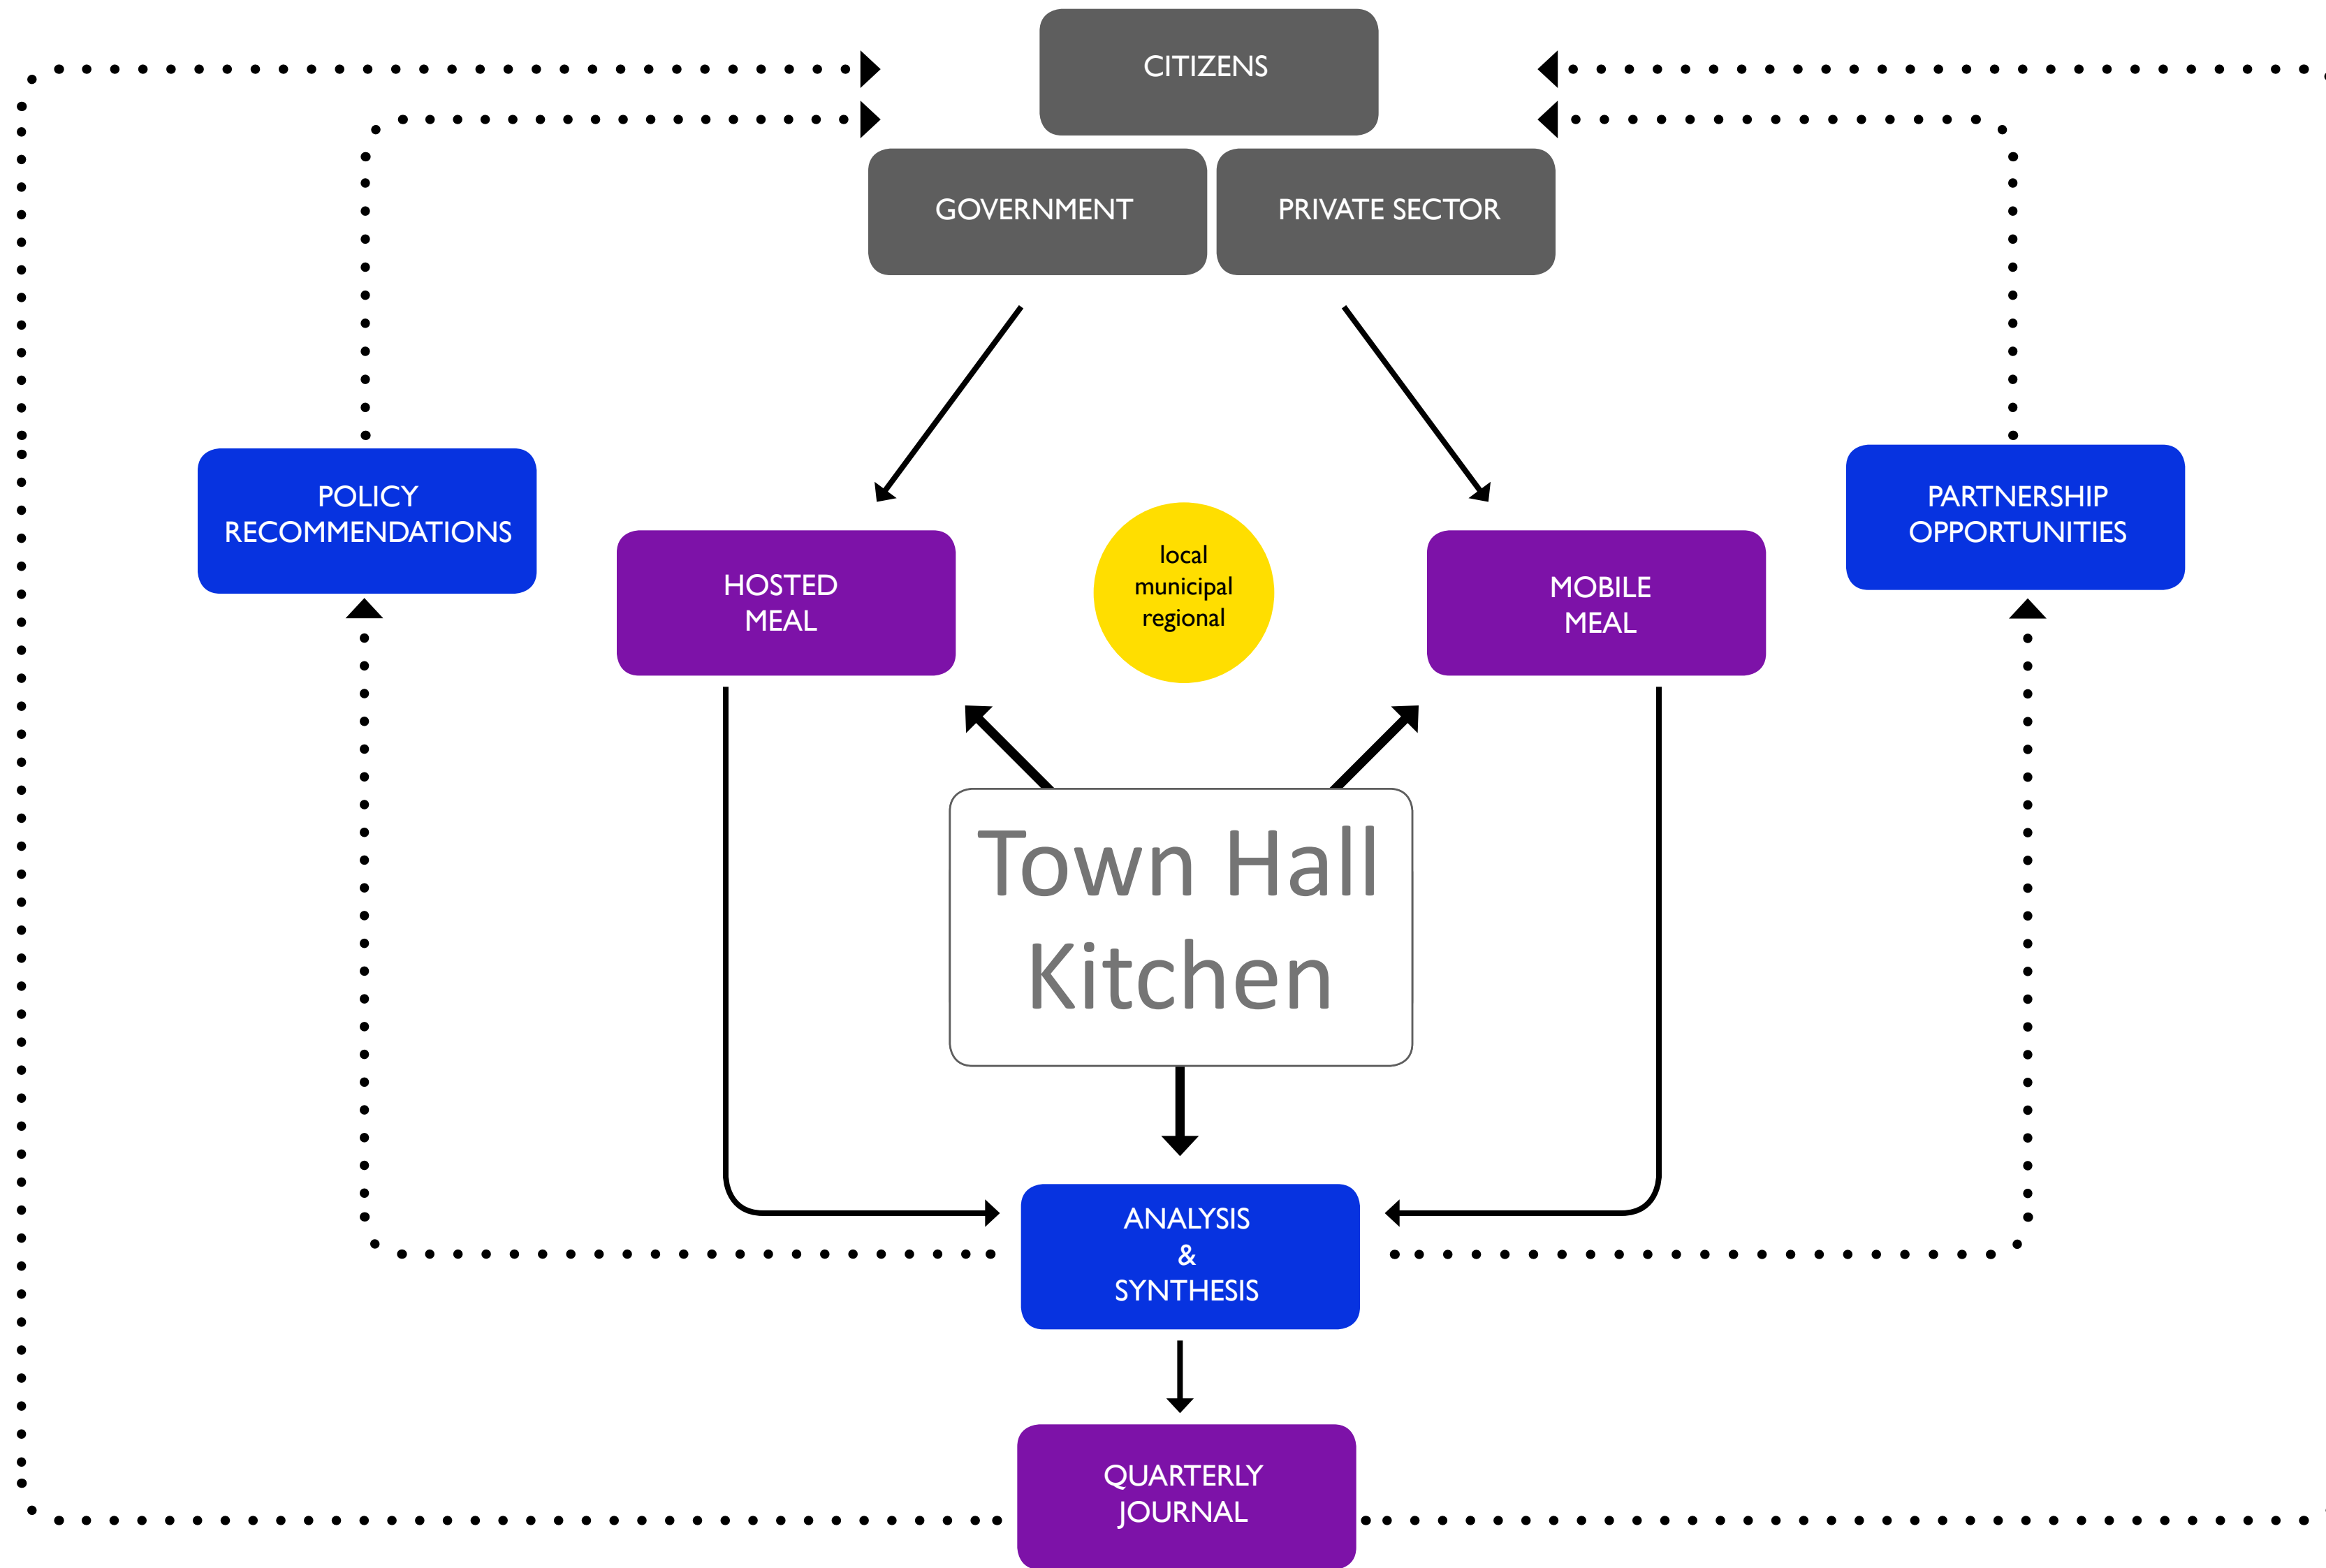 CITIZENS
GOVERNMENT
PRIVATE SECTOR
POLICY
RECOMMENDATIONS
HOSTED
MEAL
local
municipal
regional
MOBILE
MEAL
PARTNERSHIP
OPPORTUNITIES
Town Hall
Kitchen
ANALYSIS
&
SYNTHESIS
QUARTERLY
JOURNAL